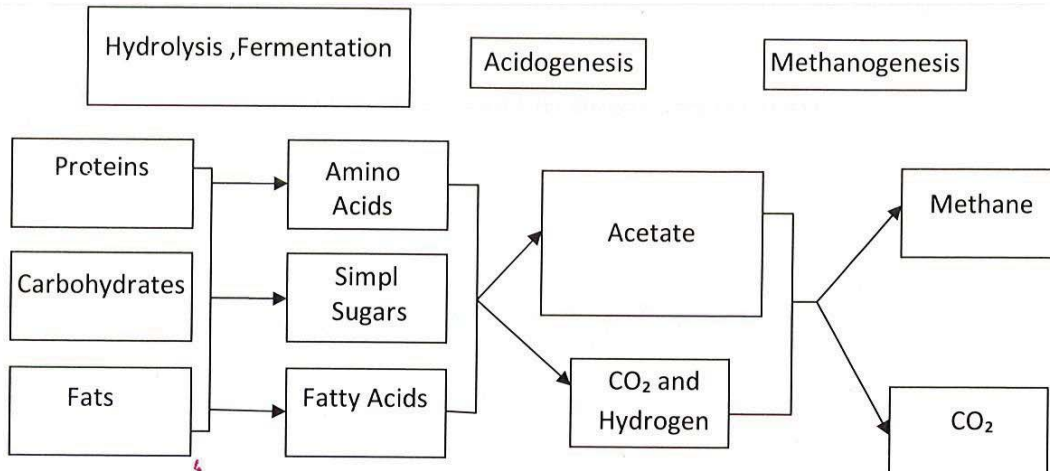 Hydrolysis ,Fermentation
Acidogenesis
Methanogenesis
Proteins
Amino
Acids
Acetate
Methane
Carbohydrates
Simpl
Sugars
Fats
Fatty Acids
CO₂ and
Hydrogen
CO₂